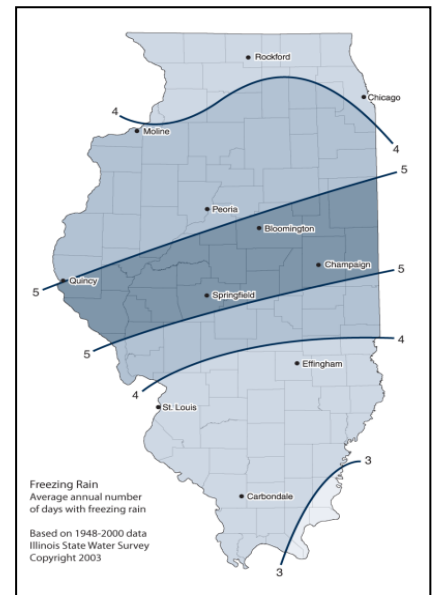 Rockford
Chicago
4
Moline
4
5
Peoria
Bloomington
Champaign
5
Quincy
5
Springfield
4
5
Effingham
4
St. Louis
3
Freezing Rain
Average annual number
of days with freezing rain
Carbondale
Based on 1948-2000 data
Illinois State Water Survey
Copyright 2003
3